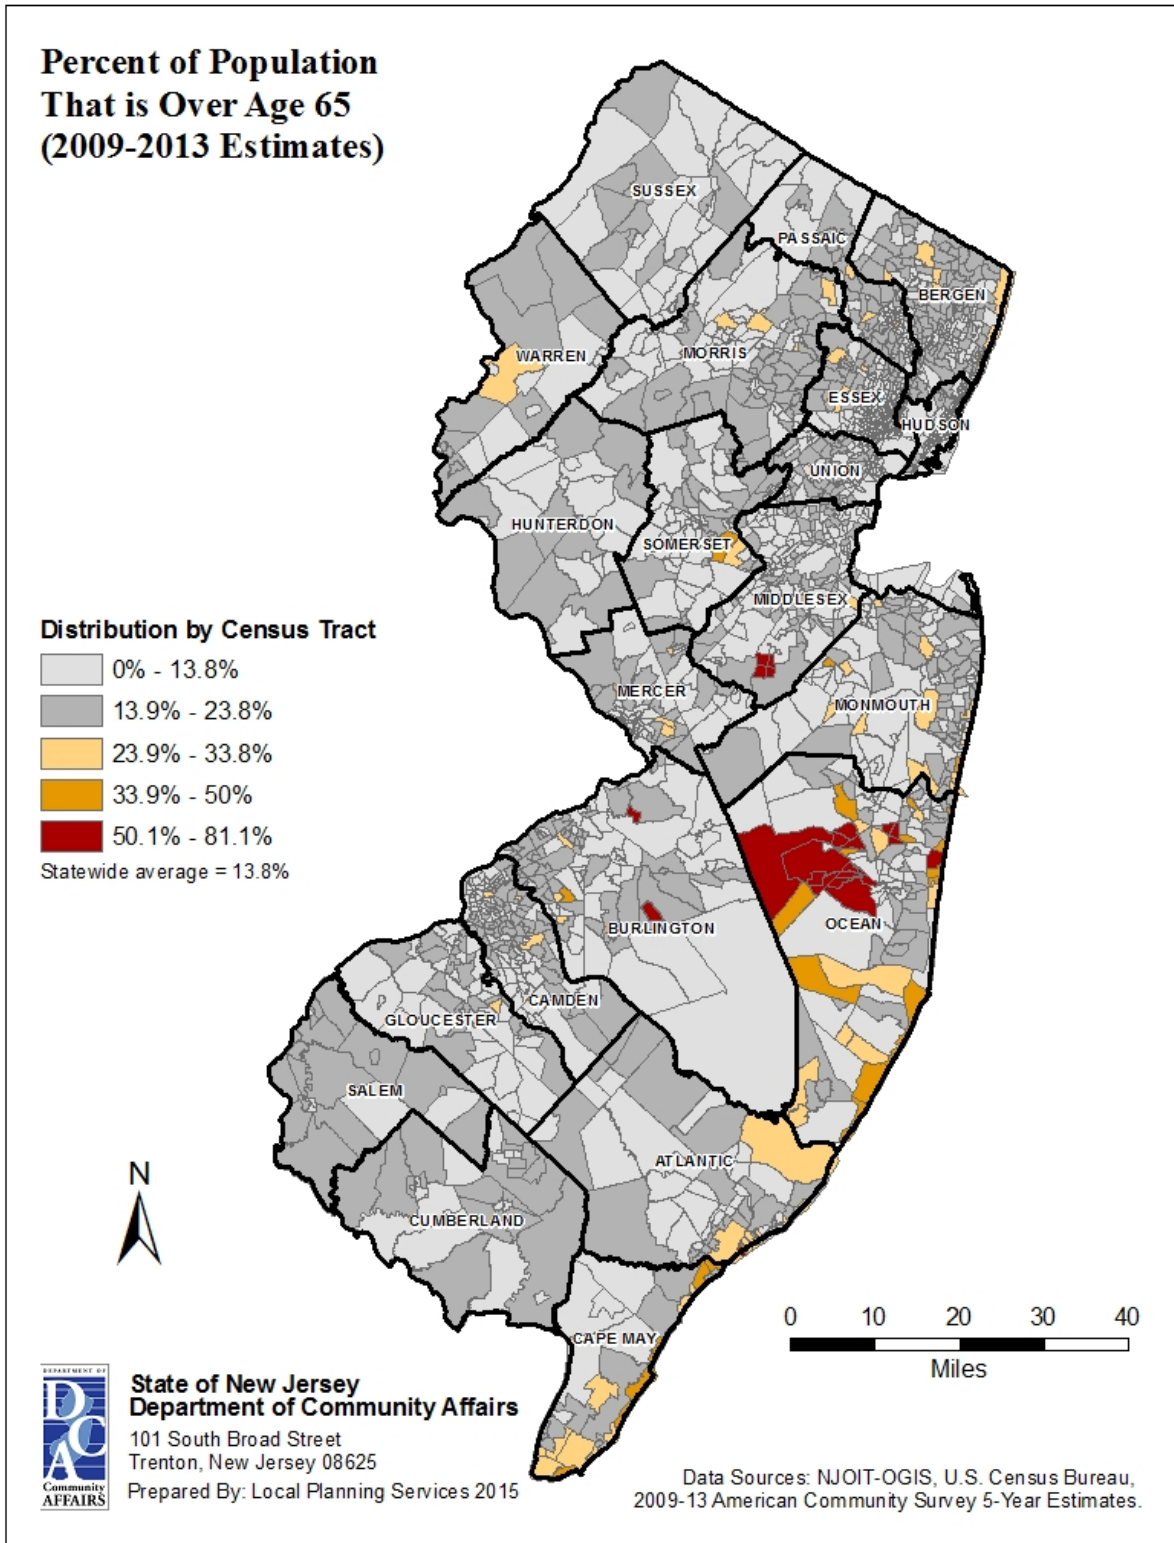 Percent of Population
That is Over Age 65
(2009-2013 Estimates)
SUSSEX
PASSAIC
BERGEN
WARREN
MORRIS
ESSEX
HUDSON
UNION
HUNTERDON
SOMERSET
MIDDLESEX
Distribution by Census Tract
0% - 13.8%
13.9% - 23.8%
23.9% - 33.8%
33.9% - 50%
50.1% - 81.1%
Statewide average = 13.8%
MERCER
MONMOUTH
OCEAN
BURLINGTON
CAMDEN
GLOUCESTER
SALEM
ATLANTIC
CUMBERLAND
CAPE MAY
N
0 10 20 30 40
Miles
DEPARTMENT OF
DCA
Community
AFFAIRS
State of New Jersey
Department of Community Affairs
101 South Broad Street
Trenton, New Jersey 08625
Prepared By: Local Planning Services 2015
Data Sources: NJOIT-OGIS, U.S. Census Bureau,
2009-13 American Community Survey 5-Year Estimates.